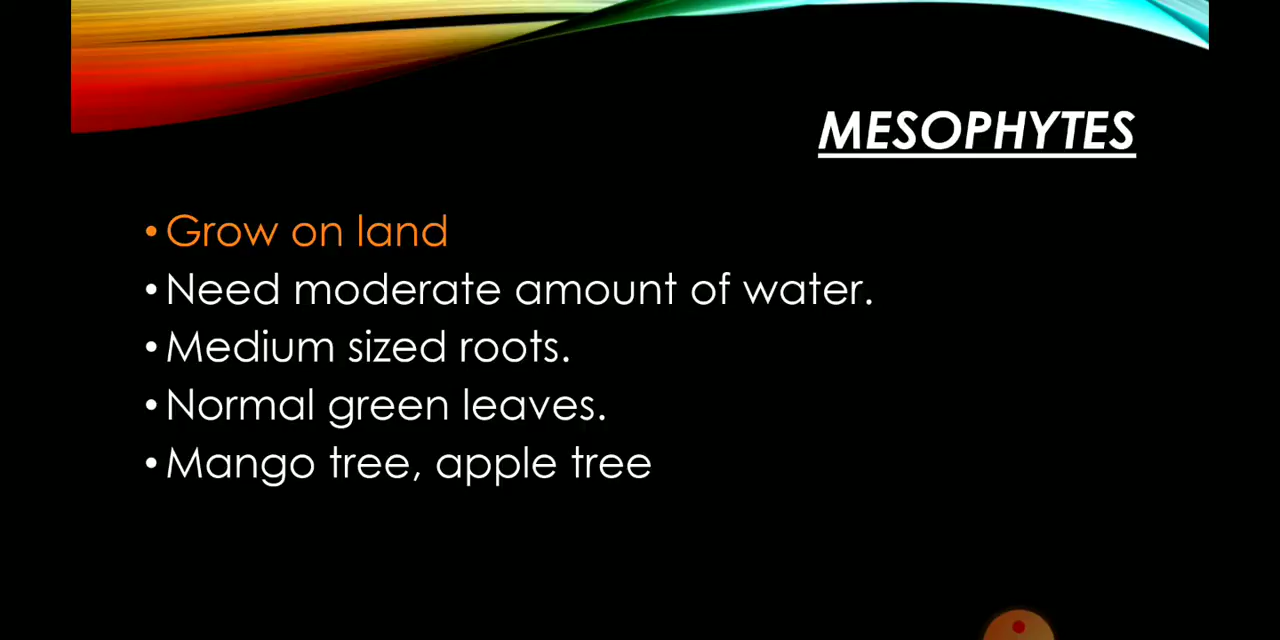 MESOPHYTES
•Grow on land
•Need moderate amount of water.
•Medium sized roots.
•Normal green leaves.
•Mango tree, apple tree